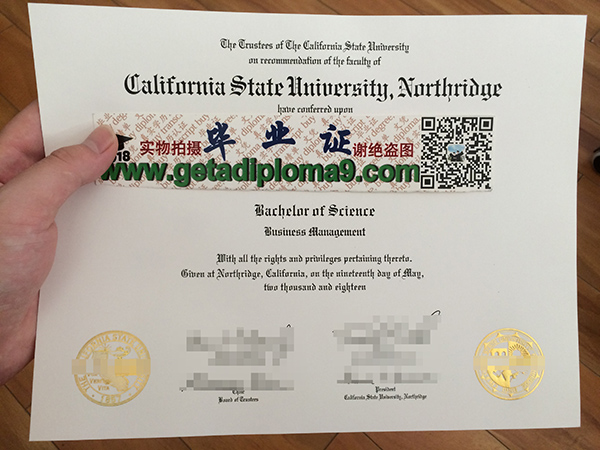 The Trustees of The California State University
on recommendation of the faculty of
California State University, Northridge
have conferred upon
18 实物拍摄 毕业证 谢绝盗图
www.getadiploma9.com
Bachelor of Science
Business Management
With all the rights and privileges pertaining thereto.
Given at Northridge, California, on the nineteenth day of May,
two thousand and eighteen
Chair
Board of Trustees
President
California State University, Northridge